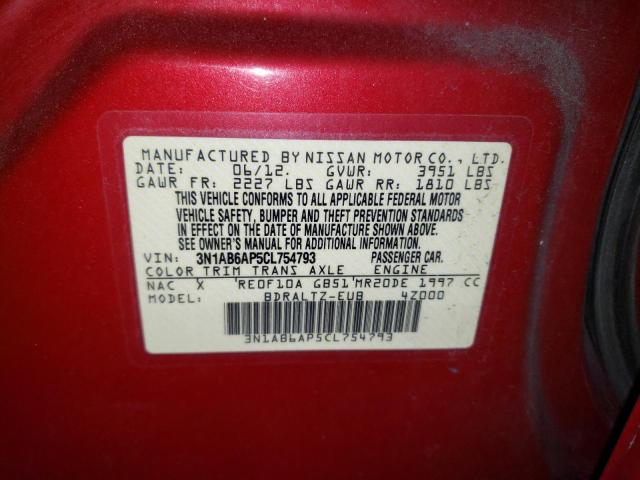 MANUFACTURED BY NISSAN MOTOR CO., LTD.
DATE: 06/12. GVWR: 3951 LBS
GAWR FR: 2227 LBS GAWR RR: 1810 LBS
THIS VEHICLE CONFORMS TO ALL APPLICABLE FEDERAL MOTOR
VEHICLE SAFETY, BUMPER AND THEFT PREVENTION STANDARDS
IN EFFECT ON THE DATE OF MANUFACTURE SHOWN ABOVE.
SEE OWNER'S MANUAL FOR ADDITIONAL INFORMATION.
VIN: 3N1AB6AP5CL754793 PASSENGER CAR.
COLOR TRIM TRANS AXLE ENGINE
NAC X 'RE0F10A GB51'MR20DE 1997 CC
MODEL: BDRALTZ-EUB 4Z000
3N1AB6AP5CL754793